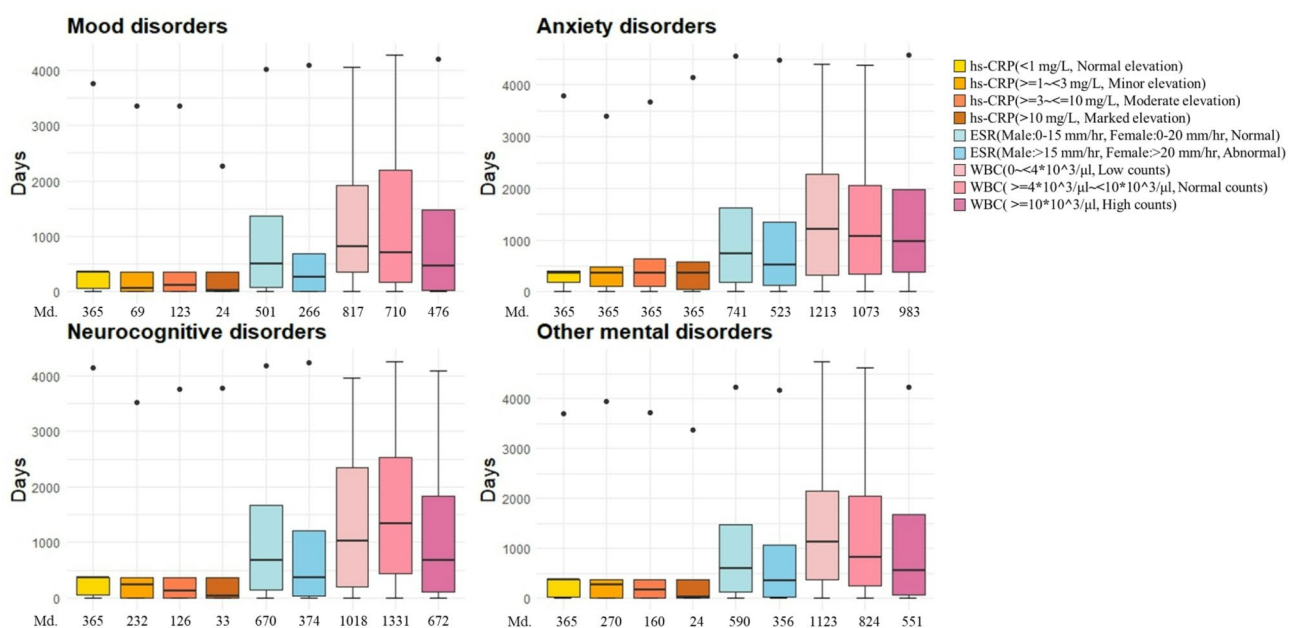 Mood disorders
Anxiety disorders
Days
4000
3000
2000
1000
0
Md. 365 69 123 24 501 266 817 710 476
Days
4000
3000
2000
1000
0
Md. 365 365 365 365 741 523 1213 1073 983
hs-CRP(<1 mg/L, Normal elevation)
hs-CRP(>=1~<3 mg/L, Minor elevation)
hs-CRP(>=3~<=10 mg/L, Moderate elevation)
hs-CRP(>10 mg/L, Marked elevation)
ESR(Male:0-15 mm/hr, Female:0-20 mm/hr, Normal)
ESR(Male:>15 mm/hr, Female:>20 mm/hr, Abnormal)
WBC(0~<4*10^3/μl, Low counts)
WBC( >=4*10^3/μl~<10*10^3/μl, Normal counts)
WBC( >=10*10^3/μl, High counts)
Neurocognitive disorders
Other mental disorders
Days
4000
3000
2000
1000
0
Md. 365 232 126 33 670 374 1018 1331 672
Days
4000
3000
2000
1000
0
Md. 365 270 160 24 590 356 1123 824 551